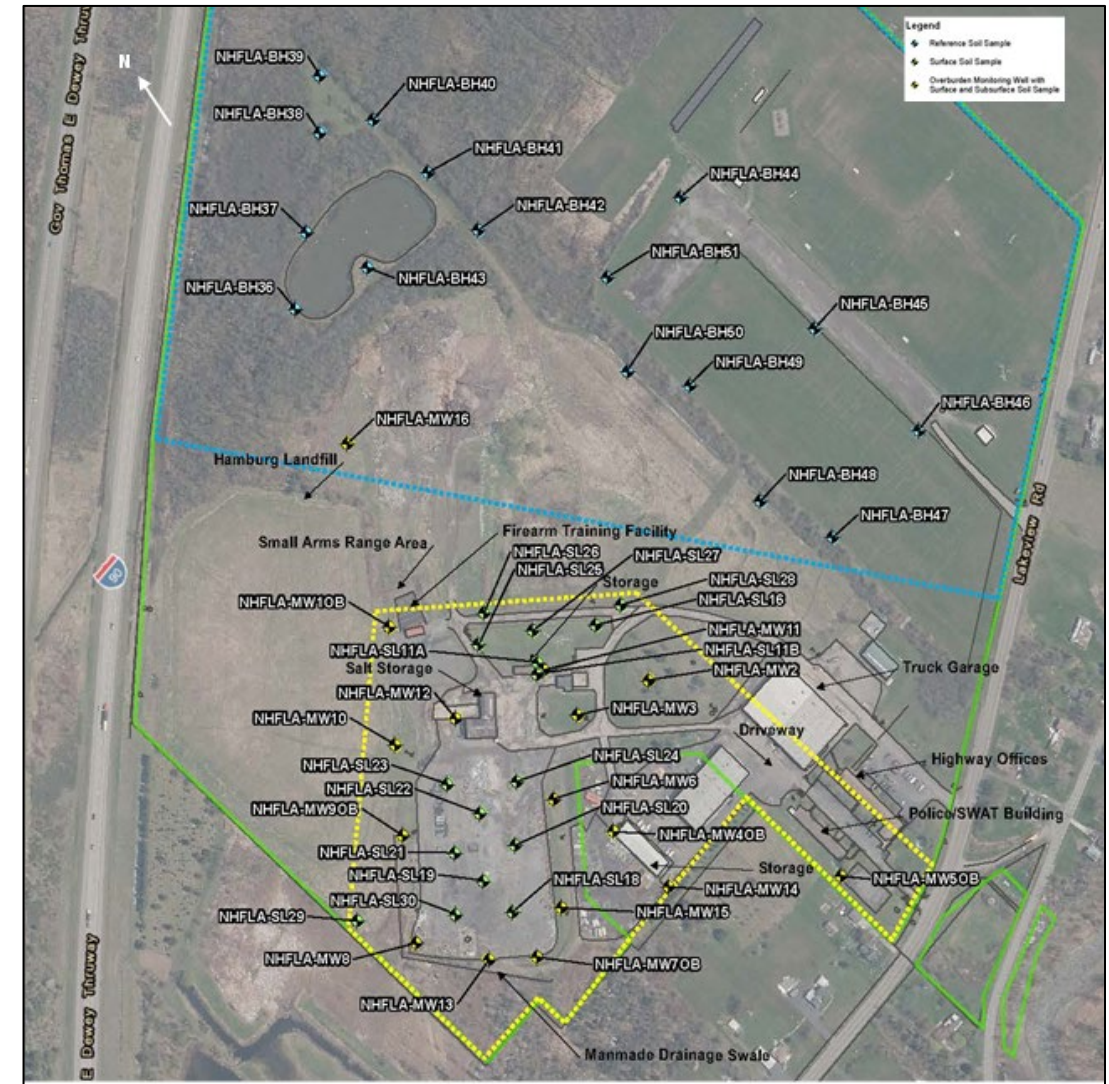 Gov Thomas E Dewey Thruw
N
Legend
Reference Soil Sample
Surface Soil Sample
Overburden Monitoring Well with
Surface and Subsurface Soil Sample
NHFLA-BH39
NHFLA-BH40
NHFLA-BH38
NHFLA-BH41
NHFLA-BH44
NHFLA-BH37
NHFLA-BH42
NHFLA-BH51
NHFLA-BH43
NHFLA-BH36
NHFLA-BH45
NHFLA-BH50
NHFLA-BH49
NHFLA-BH46
NHFLA-MW16
Hamburg Landfill
NHFLA-BH48
NHFLA-BH47
Lakeview Rd
90
Firearm Training Facility
Small Arms Range Area
NHFLA-SL26
NHFLA-SL27
NHFLA-SL25
Storage
NHFLA-SL28
NHFLA-SL16
NHFLA-MW1OB
NHFLA-MW11
NHFLA-SL11A
NHFLA-SL11B
Salt Storage
NHFLA-MW2
Truck Garage
NHFLA-MW12
NHFLA-MW3
NHFLA-MW10
Driveway
NHFLA-SL24
Highway Offices
NHFLA-SL23
NHFLA-MW6
NHFLA-SL22
NHFLA-SL20
NHFLA-MW9OB
Police/SWAT Building
NHFLA-MW4OB
NHFLA-SL21
Storage
NHFLA-SL19
NHFLA-SL18
NHFLA-MW5OB
NHFLA-MW14
NHFLA-SL30
NHFLA-MW15
NHFLA-SL29
NHFLA-MW8
NHFLA-MW7OB
NHFLA-MW13
E Dewey Thruway
Manmade Drainage Swale